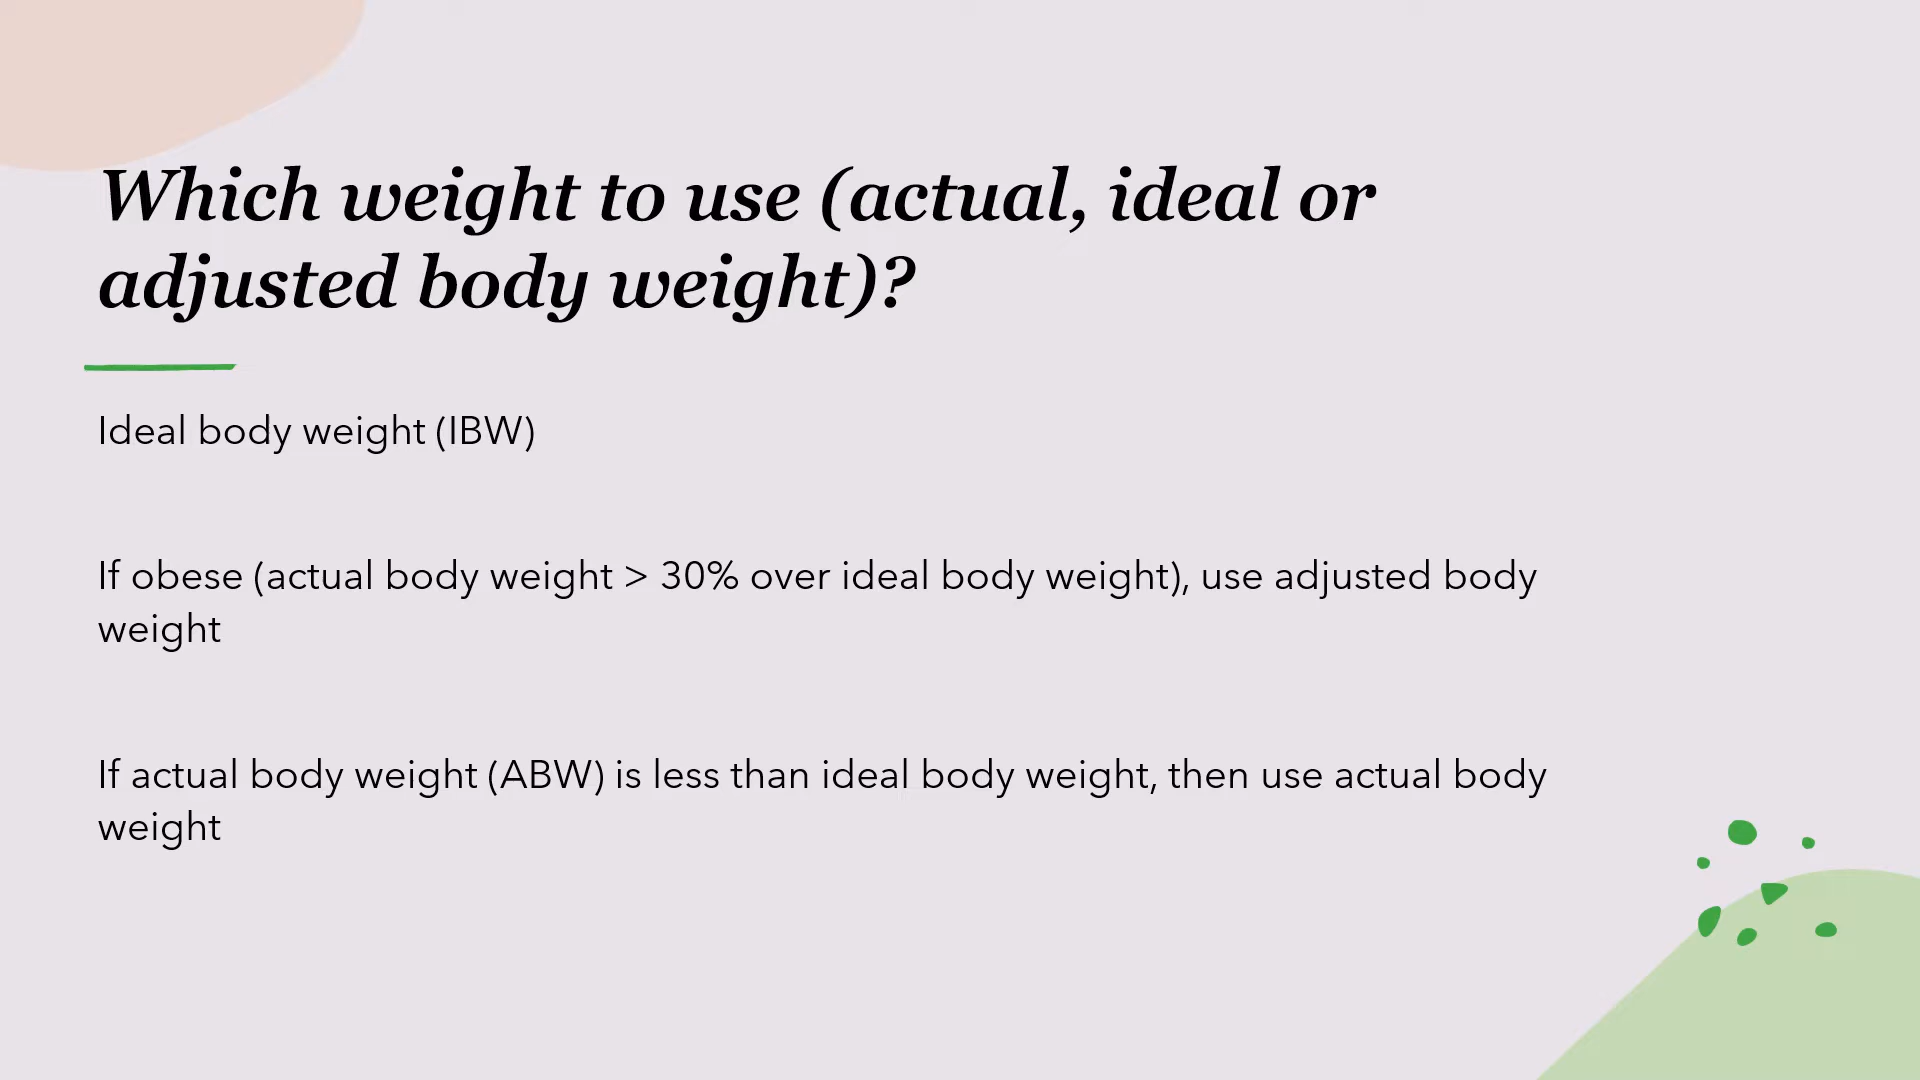 Which weight to use (actual, ideal or
adjusted body weight)?
Ideal body weight (IBW)
If obese (actual body weight > 30% over ideal body weight), use adjusted body
weight
If actual body weight (ABW) is less than ideal body weight, then use actual body
weight